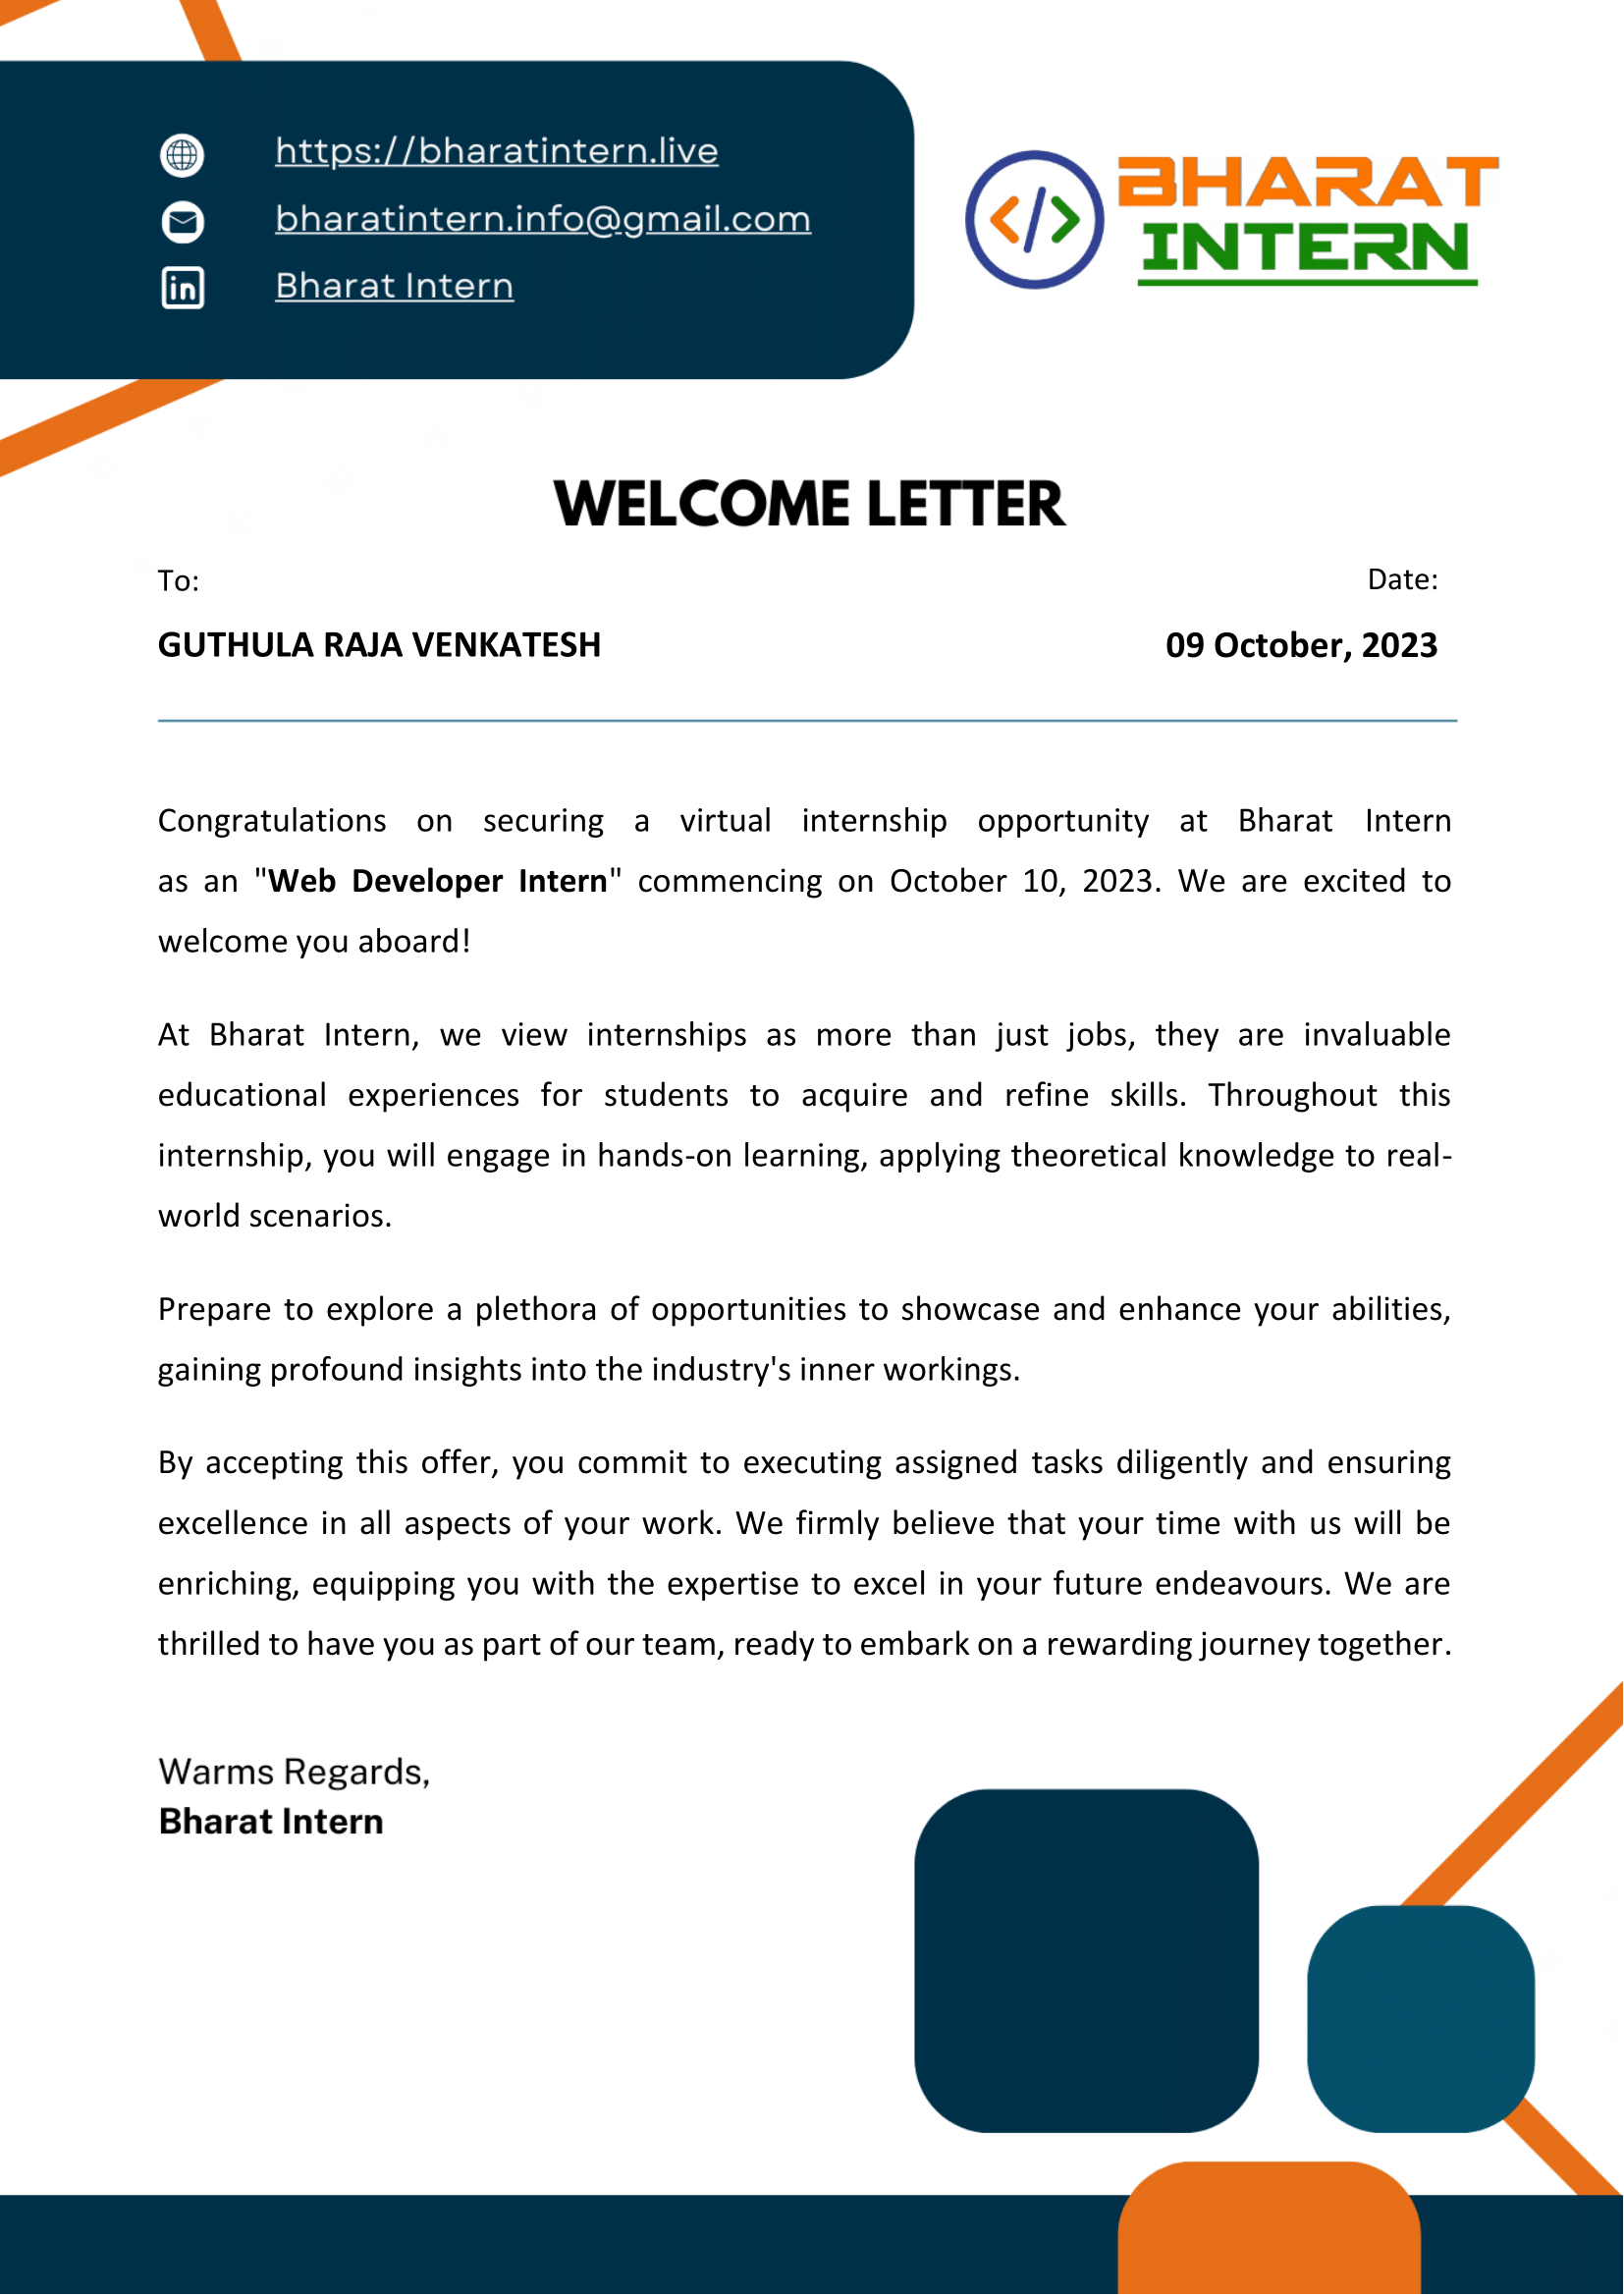 https://bharatintern.live
bharatintern.info@gmail.com
in
Bharat Intern
</>
BHARAT
INTERN
WELCOME LETTER
To:
Date:
GUTHULA RAJA VENKATESH
09 October, 2023
Congratulations on securing a virtual internship opportunity at Bharat Intern
as an "Web Developer Intern" commencing on October 10, 2023. We are excited to
welcome you aboard!
At Bharat Intern, we view internships as more than just jobs, they are invaluable
educational experiences for students to acquire and refine skills. Throughout this
internship, you will engage in hands-on learning, applying theoretical knowledge to real-
world scenarios.
Prepare to explore a plethora of opportunities to showcase and enhance your abilities,
gaining profound insights into the industry's inner workings.
By accepting this offer, you commit to executing assigned tasks diligently and ensuring
excellence in all aspects of your work. We firmly believe that your time with us will be
enriching, equipping you with the expertise to excel in your future endeavours. We are
thrilled to have you as part of our team, ready to embark on a rewarding journey together.
Warms Regards,
Bharat Intern